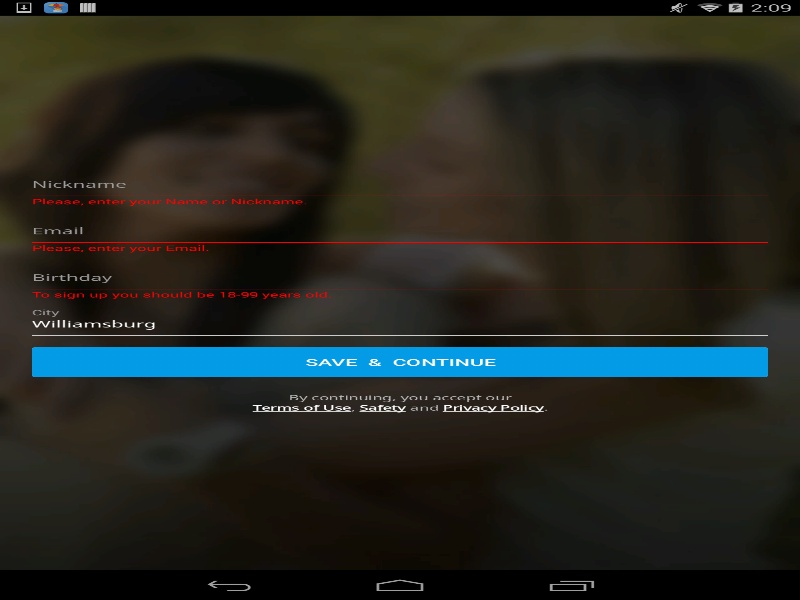 2:09
Nickname
Please, enter your Name or Nickname.
Email
Please, enter your Email.
Birthday
To sign up you should be 18-99 years old.
City
Williamsburg
SAVE & CONTINUE
By continuing, you accept our
Terms of Use, Safety and Privacy Policy.